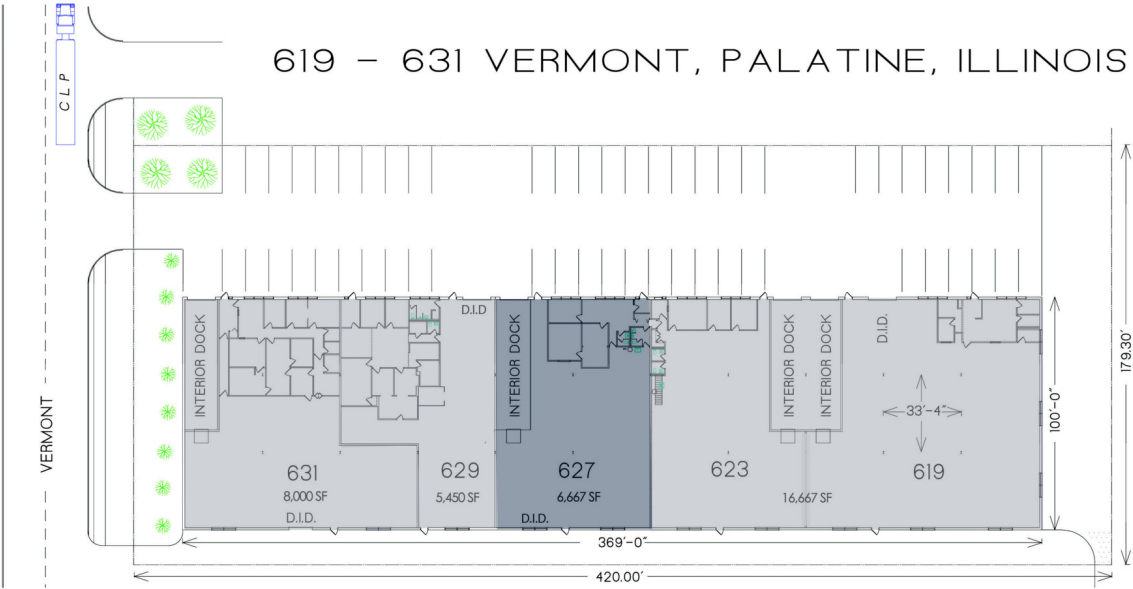 CLP
619 – 631 VERMONT, PALATINE, ILLINOIS
VERMONT
INTERIOR DOCK
D.I.D
INTERIOR DOCK
INTERIOR DOCK
INTERIOR DOCK
D.I.D.
33'-4"
100'-0"
179.30'
631
8,000 SF
D.I.D.
629
5,450 SF
627
6,667 SF
D.I.D.
623
16,667 SF
619
369'-0"
420.00'